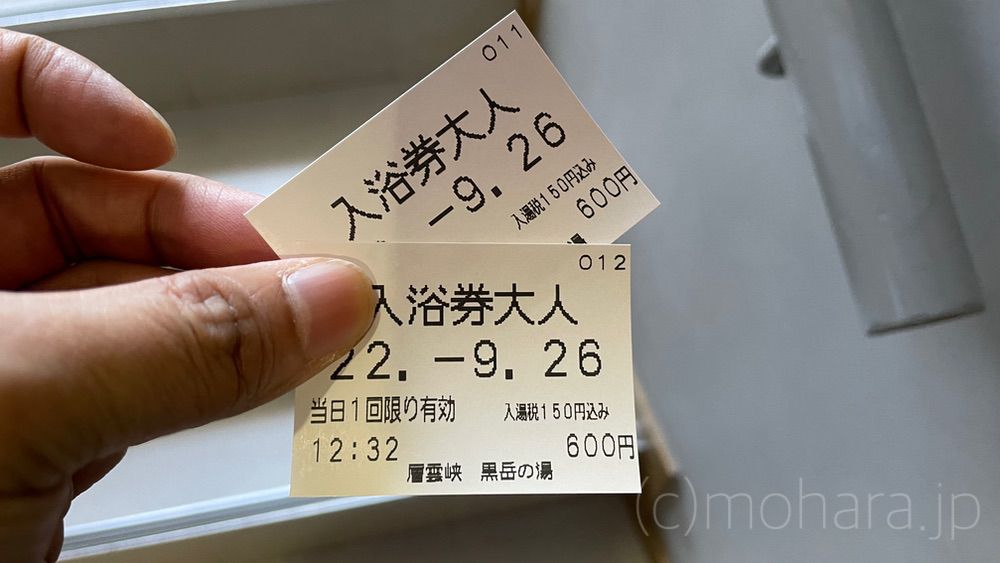 011
入浴券大人
-9.26
入湯税150円込み
600円
012
入浴券大人
22.-9.26
当日1回限り有効 入湯税150円込み
12:32 600円
層雲峡 黒岳の湯
(c)mohara.jp